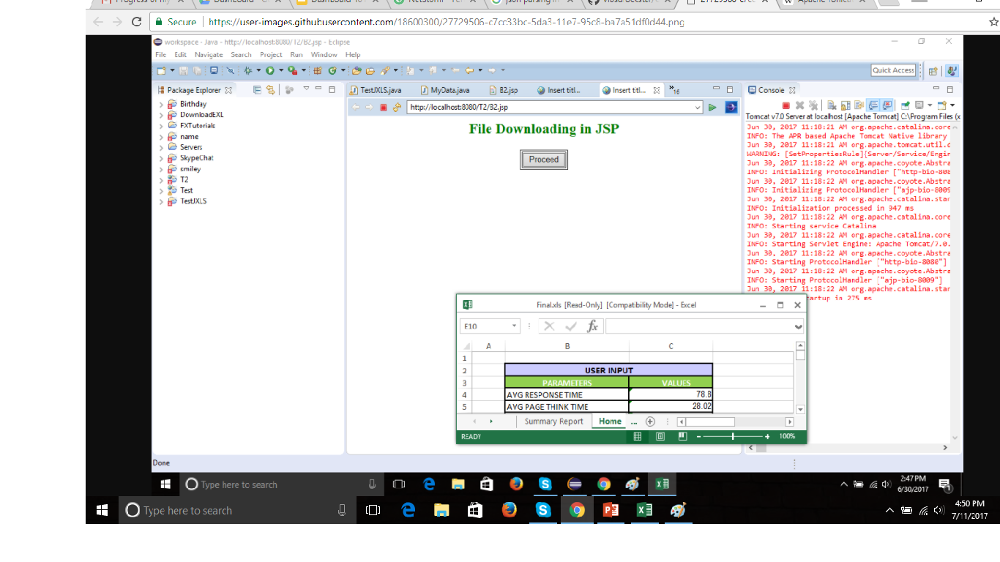 Secure https://user-images.githubusercontent.com/18600300/27729506-c7cc33bc-5da3-11e7-95c8-ba7a51df0d44.png
workspace - Java - http://localhost:8080/T2/B2.jsp - Eclipse
File Edit Navigate Search Project Run Window Help
Quick Access
Package Explorer
TestJXLS.java MyData.java B2.jsp Insert titl... Insert titl... »16
Console
Birthday
DownloadEXL
FXTutorials
name
Servers
SkypeChat
smiley
T2
Test
TestJXLS
http://localhost:8080/T2/B2.jsp
File Downloading in JSP
Proceed
Tomcat v7.0 Server at localhost [Apache Tomcat] C:\Program Files (x
Jun 30, 2017 11:18:21 AM org.apache.catalina.core
INFO: The APR based Apache Tomcat Native library
Jun 30, 2017 11:18:21 AM org.apache.tomcat.util.d
WARNING: [SetPropertiesRule]{Server/Service/Engin
Jun 30, 2017 11:18:22 AM org.apache.coyote.Abstra
INFO: Initializing ProtocolHandler ["http-bio-808
Jun 30, 2017 11:18:22 AM org.apache.coyote.Abstra
INFO: Initializing ProtocolHandler ["ajp-bio-8009
Jun 30, 2017 11:18:22 AM org.apache.catalina.star
INFO: Initialization processed in 947 ms
Jun 30, 2017 11:18:22 AM org.apache.catalina.core
INFO: Starting service Catalina
Jun 30, 2017 11:18:22 AM org.apache.catalina.core
INFO: Starting Servlet Engine: Apache Tomcat/7.0.
Jun 30, 2017 11:18:22 AM org.apache.coyote.Abstra
INFO: Starting ProtocolHandler ["http-bio-8080"]
Jun 30, 2017 11:18:22 AM org.apache.coyote.Abstra
INFO: Starting ProtocolHandler ["ajp-bio-8009"]
Jun 30, 2017 11:18:22 AM org.apache.catalina.star
artup in 275 ms
Final.xls [Read-Only] [Compatibility Mode] - Excel
E10 fx
A B C
1
2 USER INPUT
3 PARAMETERS VALUES
4 AVG RESPONSE TIME 78.8
5 AVG PAGE THINK TIME 28.02
Summary Report Home ...
READY 100%
Done
Type here to search
2:47 PM
6/30/2017
1
Type here to search
4:50 PM
7/11/2017